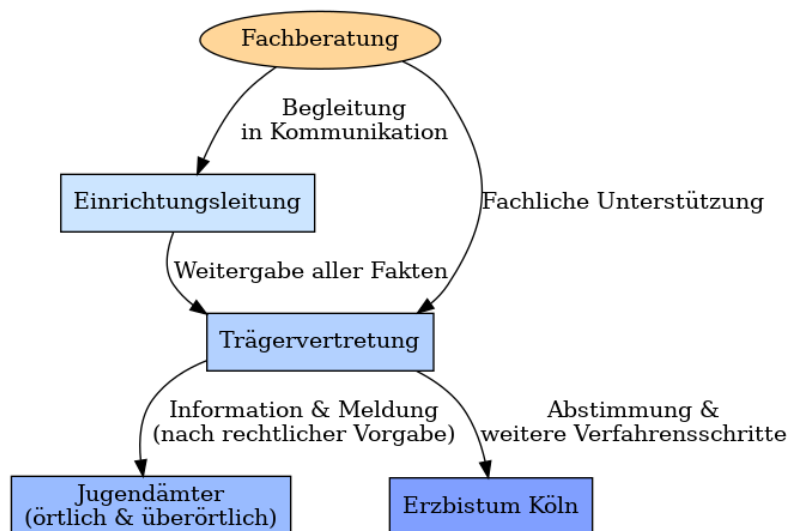 Fachberatung
Begleitung
in Kommunikation
Einrichtungsleitung
Fachliche Unterstützung
Weitergabe aller Fakten
Trägervertretung
Information & Meldung
(nach rechtlicher Vorgabe)
Abstimmung &
weitere Verfahrensschritte
Jugendämter
(örtlich & überörtlich)
Erzbistum Köln